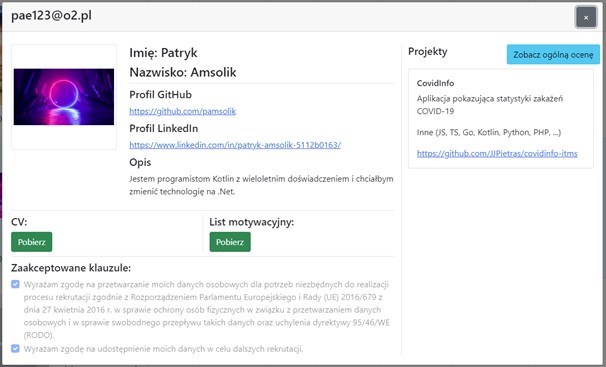 pae123@o2.pl
×
Imię: Patryk
Nazwisko: Amsolik
Profil GitHub
https://github.com/pamsolik
Profil LinkedIn
https://www.linkedin.com/in/patryk-amsolik-5112b0163/
Opis
Jestem programistom Kotlin z wieloletnim doświadczeniem i chciałbym
zmienić technologię na .Net.
CV:
Pobierz
List motywacyjny:
Pobierz
Zaakceptowane klauzule:
Wyrażam zgodę na przetwarzanie moich danych osobowych dla potrzeb niezbędnych do realizacji
procesu rekrutacji zgodnie z Rozporządzeniem Parlamentu Europejskiego i Rady (UE) 2016/679 z
dnia 27 kwietnia 2016 r. w sprawie ochrony osób fizycznych w związku z przetwarzaniem danych
osobowych i w sprawie swobodnego przepływu takich danych oraz uchylenia dyrektywy 95/46/WE
(RODO).
Wyrażam zgodę na udostępnienie moich danych w celu dalszych rekrutacji.
Projekty
Zobacz ogólną ocenę
CovidInfo
Aplikacja pokazująca statystyki zakażeń
COVID-19
Inne (JS, TS, Go, Kotlin, Python, PHP, ...)
https://github.com/JJPietras/covidinfo-itms